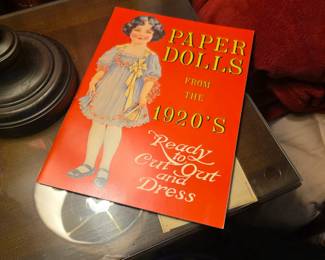 PAPER
DOLLS
FROM
THE
1920'S
Ready
to
Cut Out
and
Dress